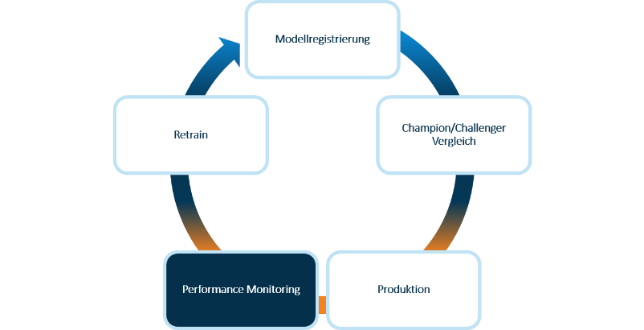 Modellregistrierung
Champion/Challenger
Vergleich
Retrain
Performance Monitoring
Produktion